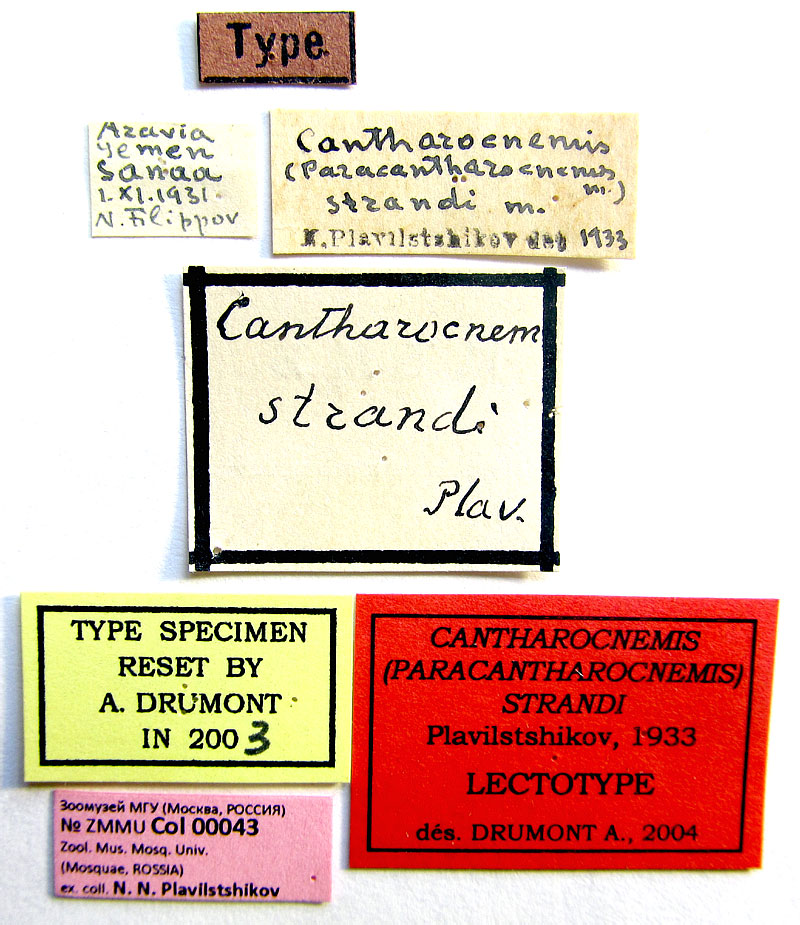 Type
Aravia
yemen
Sanaa
1.XI.1931.
N. Filippov
Cantharocnemis
(Paracantharocnemis
m.)
strandi m.
N. Plavilstshikov det 1933
Cantharocnem
strandi
Plav.
TYPE SPECIMEN
RESET BY
A. DRUMONT
IN 2003
CANTHAROCNEMIS
(PARACANTHAROCNEMIS)
STRANDI
Plavilstshikov, 1933
LECTOTYPE
dés. DRUMONT A., 2004
Зоомузей МГУ (Москва, РОССИЯ)
№ ZMMU Col 00043
Zool. Mus. Mosq. Univ.
(Mosquae, ROSSIA)
ex. coll. N. N. Plavilstshikov